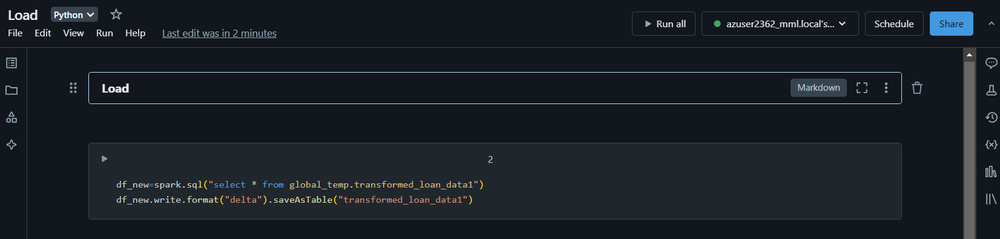 Load Python
File Edit View Run Help Last edit was in 2 minutes
Run all azuser2362_mml.local's... Schedule Share
Load Markdown
2
df_new=spark.sql("select * from global_temp.transformed_loan_data1")
df_new.write.format("delta").saveAsTable("transformed_loan_data1")